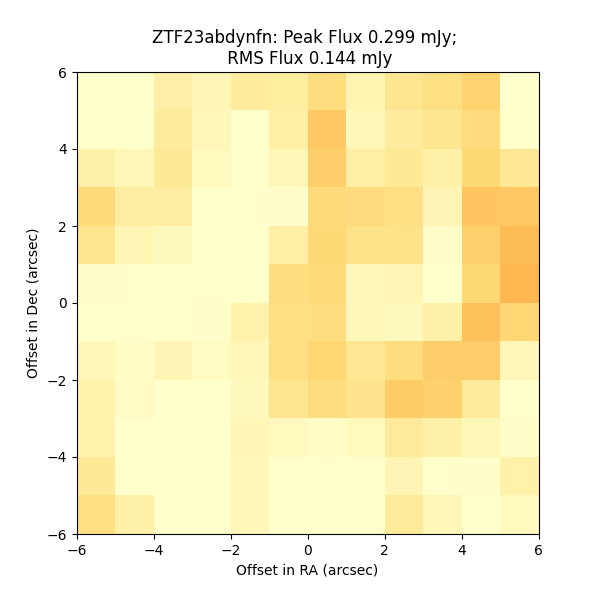 ZTF23abdynfn: Peak Flux 0.299 mJy;
RMS Flux 0.144 mJy
6
4
2
0
−2
−4
−6
Offset in Dec (arcsec)
−6 −4 −2 0 2 4 6
Offset in RA (arcsec)